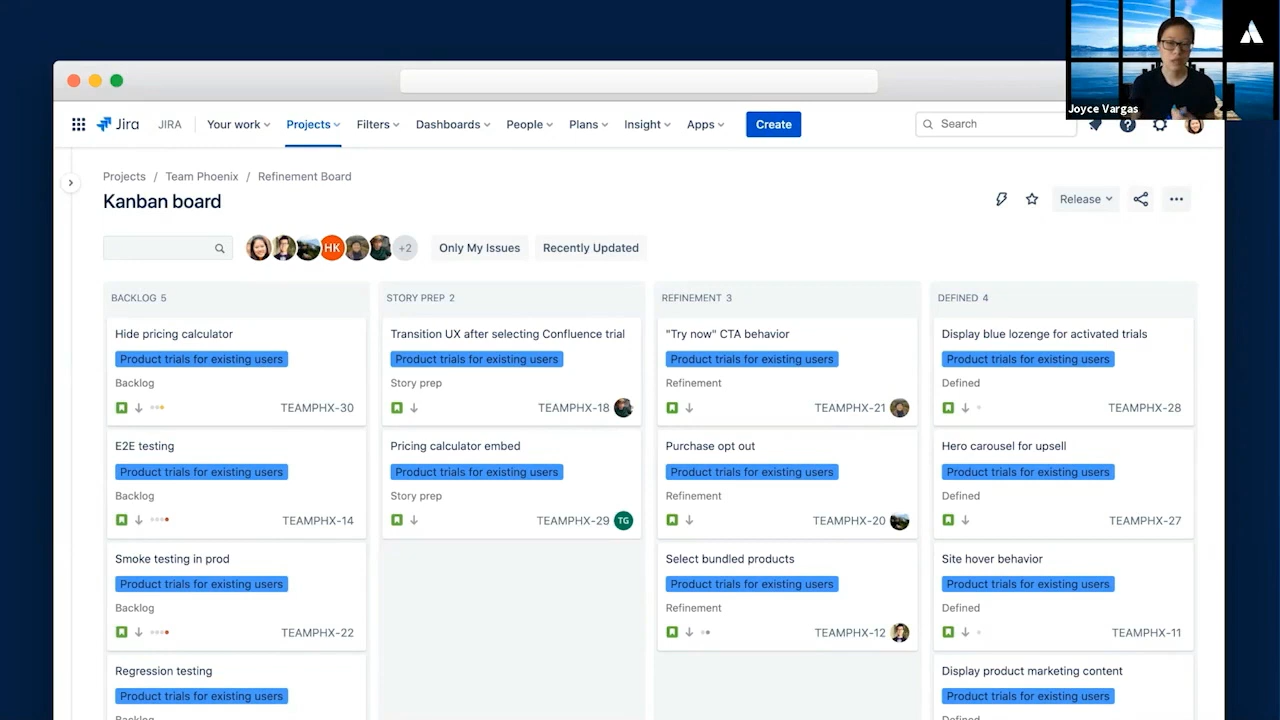 Joyce Vargas
Jira JIRA Your work Projects Filters Dashboards People Plans Insight Apps Create Search
Projects / Team Phoenix / Refinement Board
Kanban board
Release
HK +2 Only My Issues Recently Updated
BACKLOG 5
Hide pricing calculator
Product trials for existing users
Backlog
TEAMPHX-30
E2E testing
Product trials for existing users
Backlog
TEAMPHX-14
Smoke testing in prod
Product trials for existing users
Backlog
TEAMPHX-22
Regression testing
Product trials for existing users
Backlog
STORY PREP 2
Transition UX after selecting Confluence trial
Product trials for existing users
Story prep
TEAMPHX-18
Pricing calculator embed
Product trials for existing users
Story prep
TEAMPHX-29 TG
REFINEMENT 3
"Try now" CTA behavior
Product trials for existing users
Refinement
TEAMPHX-21
Purchase opt out
Product trials for existing users
Refinement
TEAMPHX-20
Select bundled products
Product trials for existing users
Refinement
TEAMPHX-12
DEFINED 4
Display blue lozenge for activated trials
Product trials for existing users
Defined
TEAMPHX-28
Hero carousel for upsell
Product trials for existing users
Defined
TEAMPHX-27
Site hover behavior
Product trials for existing users
Defined
TEAMPHX-11
Display product marketing content
Product trials for existing users
Defined